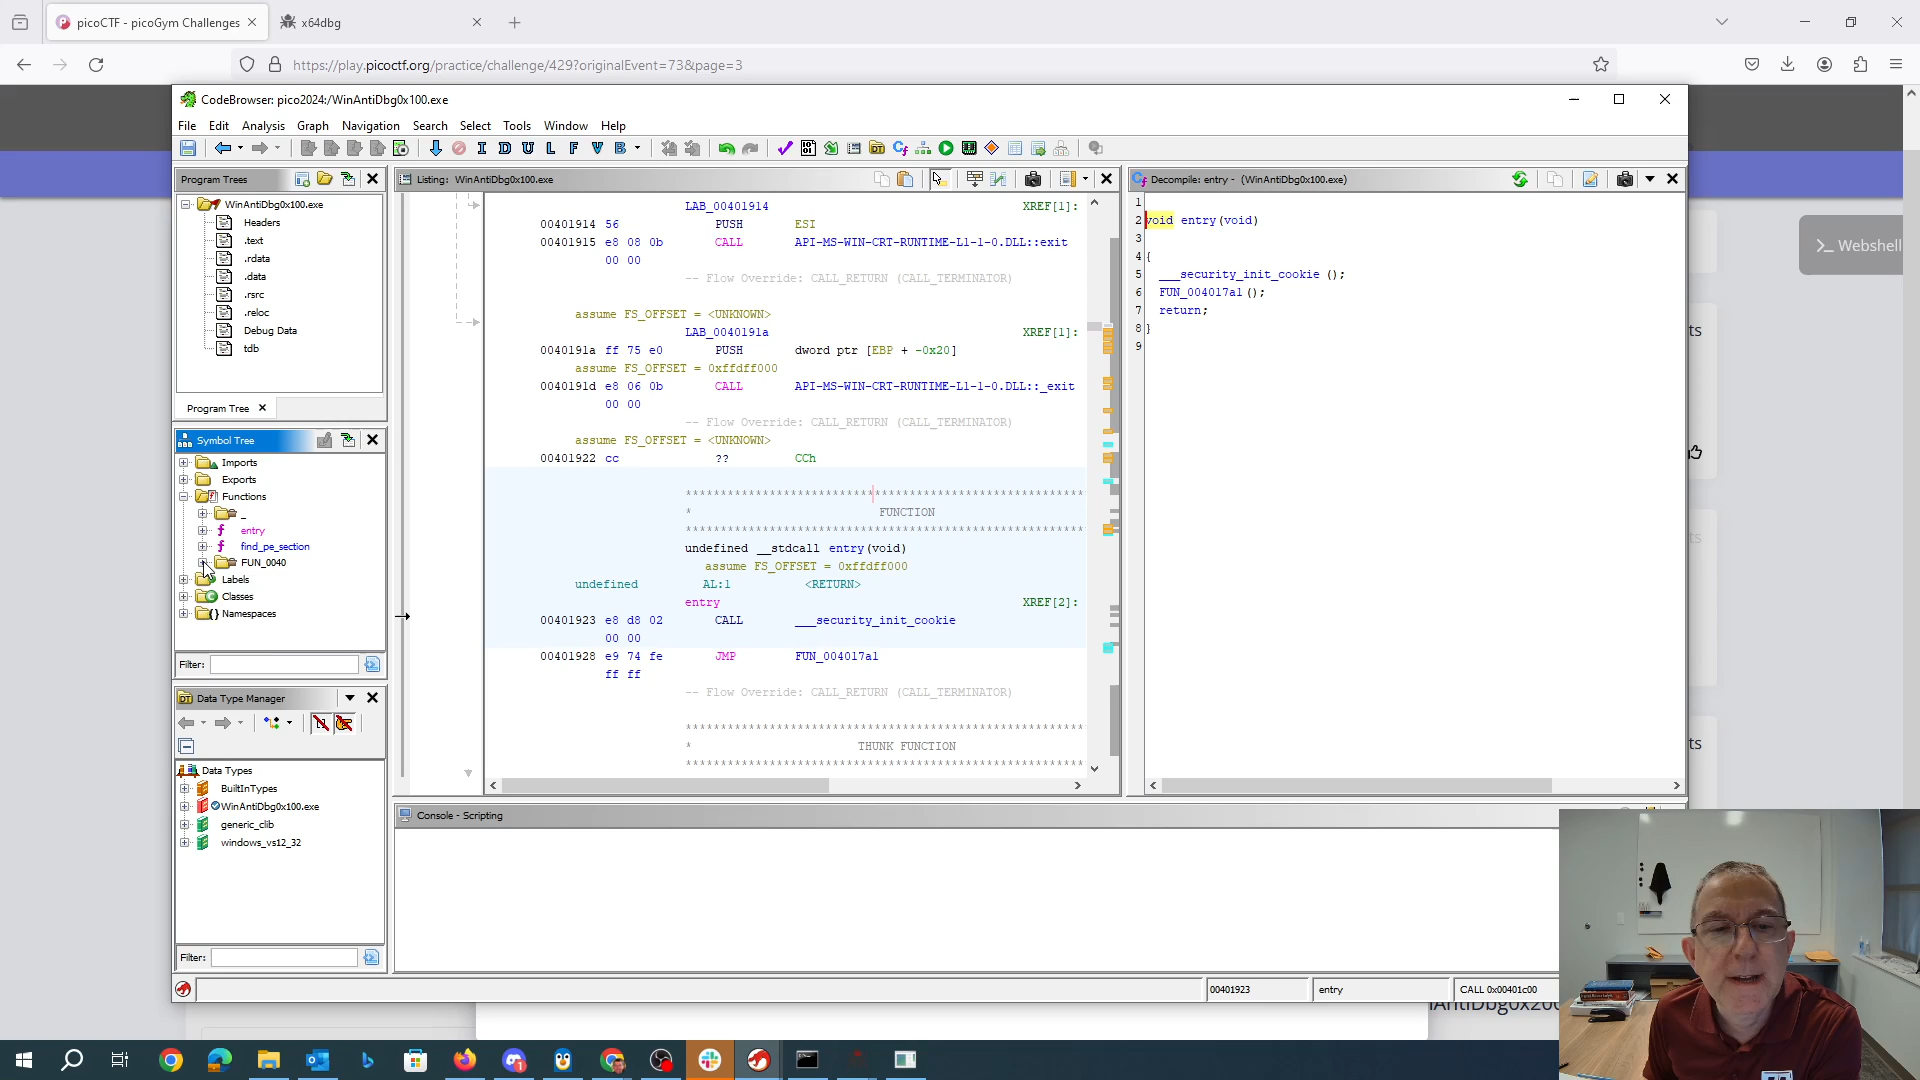 picoCTF - picoGym Challenges
x64dbg
https://play.picoctf.org/practice/challenge/429?originalEvent=73&page=3
CodeBrowser: pico2024:/WinAntiDbg0x100.exe
File Edit Analysis Graph Navigation Search Select Tools Window Help
Program Trees
WinAntiDbg0x100.exe
Headers
.text
.rdata
.data
.rsrc
.reloc
Debug Data
tdb
Program Tree
Symbol Tree
Imports
Exports
Functions
_
entry
find_pe_section
FUN_0040
Labels
Classes
Namespaces
Filter:
Data Type Manager
Data Types
BuiltInTypes
WinAntiDbg0x100.exe
generic_clib
windows_vs12_32
Filter:
Listing: WinAntiDbg0x100.exe
LAB_00401914 XREF[1]:
00401914 56 PUSH ESI
00401915 e8 08 0b CALL API-MS-WIN-CRT-RUNTIME-L1-1-0.DLL::exit
00 00
-- Flow Override: CALL_RETURN (CALL_TERMINATOR)
assume FS_OFFSET = <UNKNOWN>
LAB_0040191a XREF[1]:
0040191a ff 75 e0 PUSH dword ptr [EBP + -0x20]
assume FS_OFFSET = 0xffdff000
0040191d e8 06 0b CALL API-MS-WIN-CRT-RUNTIME-L1-1-0.DLL::_exit
00 00
-- Flow Override: CALL_RETURN (CALL_TERMINATOR)
assume FS_OFFSET = <UNKNOWN>
00401922 cc ?? CCh
* FUNCTION
undefined __stdcall entry(void)
assume FS_OFFSET = 0xffdff000
undefined AL:1 <RETURN>
entry XREF[2]:
00401923 e8 d8 02 CALL ___security_init_cookie
00 00
00401928 e9 74 fe JMP FUN_004017a1
ff ff
-- Flow Override: CALL_RETURN (CALL_TERMINATOR)
* THUNK FUNCTION
Decompile: entry - (WinAntiDbg0x100.exe)
1
2 void entry(void)
3
4 {
5 ___security_init_cookie();
6 FUN_004017a1();
7 return;
8 }
9
>_ Webshell
ts
ts
Console - Scripting
00401923 entry CALL 0x00401c00